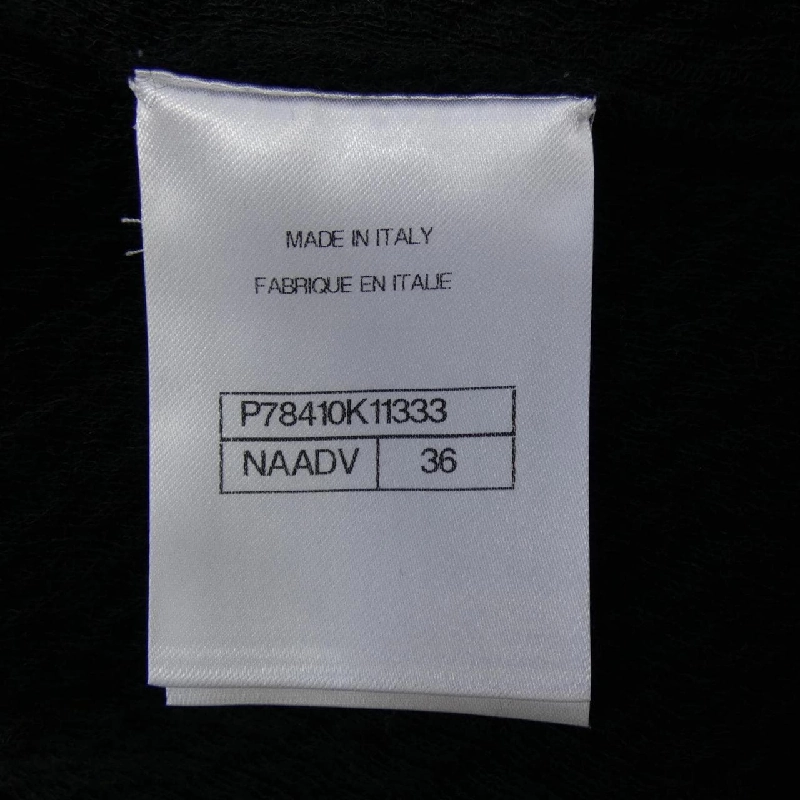 MADE IN ITALY
FABRIQUE EN ITALIE
P78410K11333
NAADV 36